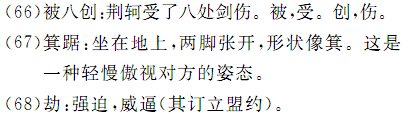 (66)被八创:荆轲受了八处剑伤。被,受。创,伤。
(67)箕踞:坐在地上,两脚张开,形状像箕。这是
一种轻慢傲视对方的姿态。
(68)劫:强迫,威逼(其订立盟约)。